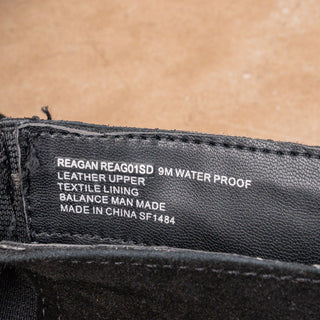 REAGAN REAG01SD 9M WATER PROOF
LEATHER UPPER
TEXTILE LINING
BALANCE MAN MADE
MADE IN CHINA SF1484